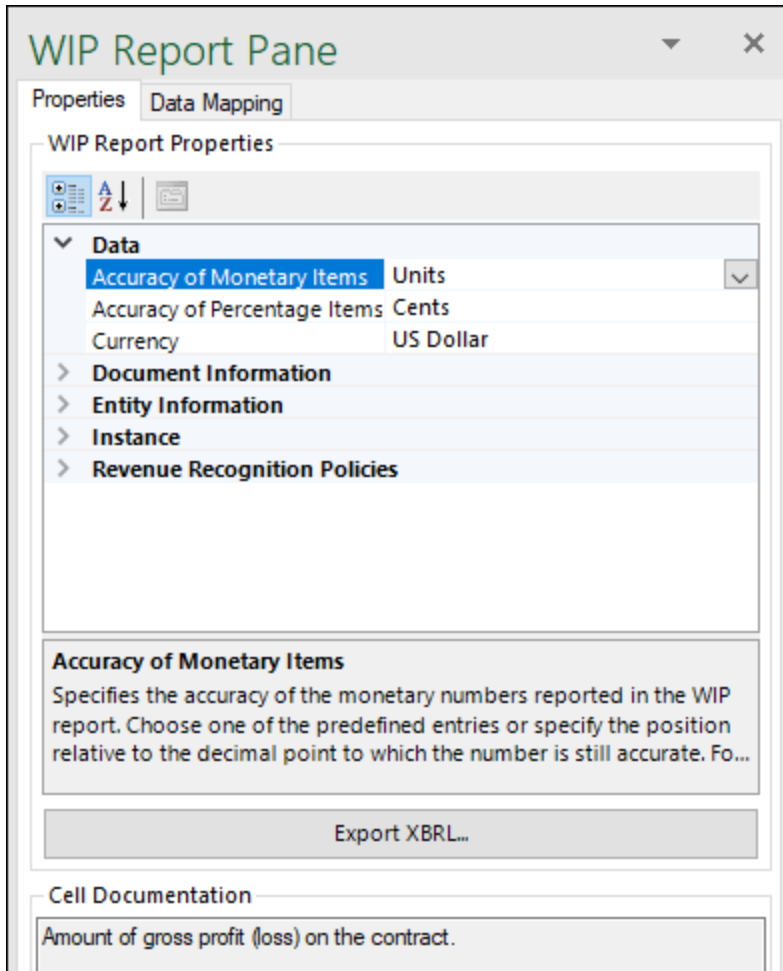 WIP Report Pane
Properties Data Mapping
WIP Report Properties
Data
Accuracy of Monetary Items Units
Accuracy of Percentage Items Cents
Currency US Dollar
Document Information
Entity Information
Instance
Revenue Recognition Policies
Accuracy of Monetary Items
Specifies the accuracy of the monetary numbers reported in the WIP
report. Choose one of the predefined entries or specify the position
relative to the decimal point to which the number is still accurate. Fo...
Export XBRL...
Cell Documentation
Amount of gross profit (loss) on the contract.